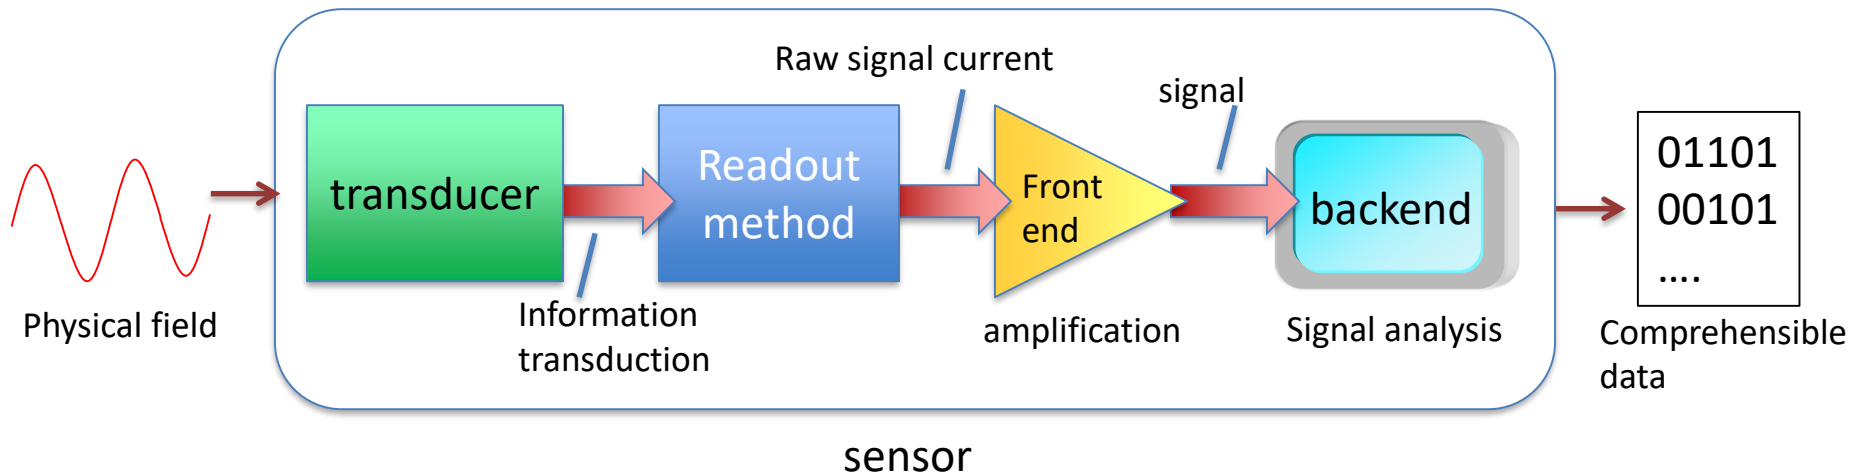 Raw signal current
signal
transducer
Readout
method
Front
end
backend
01101
00101
....
Physical field
Information
transduction
amplification
Signal analysis
Comprehensible
data
sensor